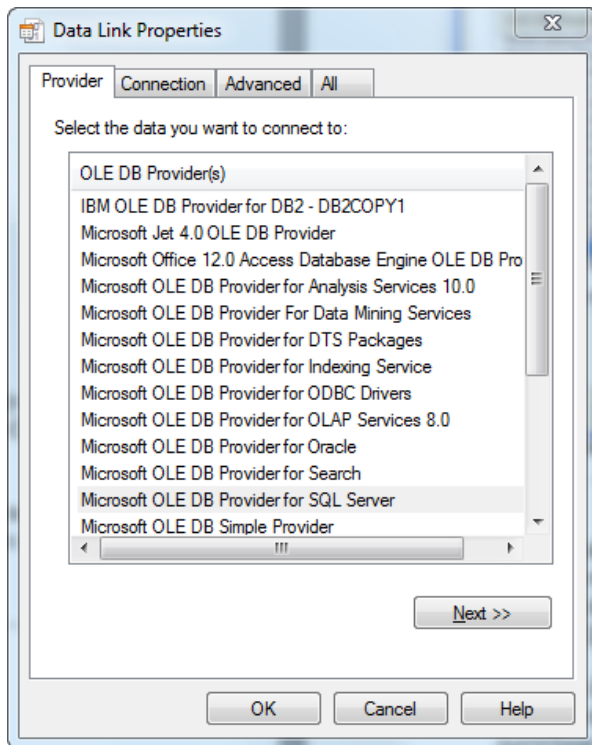 Data Link Properties
Provider Connection Advanced All
Select the data you want to connect to:
OLE DB Provider(s)
IBM OLE DB Provider for DB2 - DB2COPY1
Microsoft Jet 4.0 OLE DB Provider
Microsoft Office 12.0 Access Database Engine OLE DB Pro
Microsoft OLE DB Provider for Analysis Services 10.0
Microsoft OLE DB Provider For Data Mining Services
Microsoft OLE DB Provider for DTS Packages
Microsoft OLE DB Provider for Indexing Service
Microsoft OLE DB Provider for ODBC Drivers
Microsoft OLE DB Provider for OLAP Services 8.0
Microsoft OLE DB Provider for Oracle
Microsoft OLE DB Provider for Search
Microsoft OLE DB Provider for SQL Server
Microsoft OLE DB Simple Provider
Next >>
OK Cancel Help